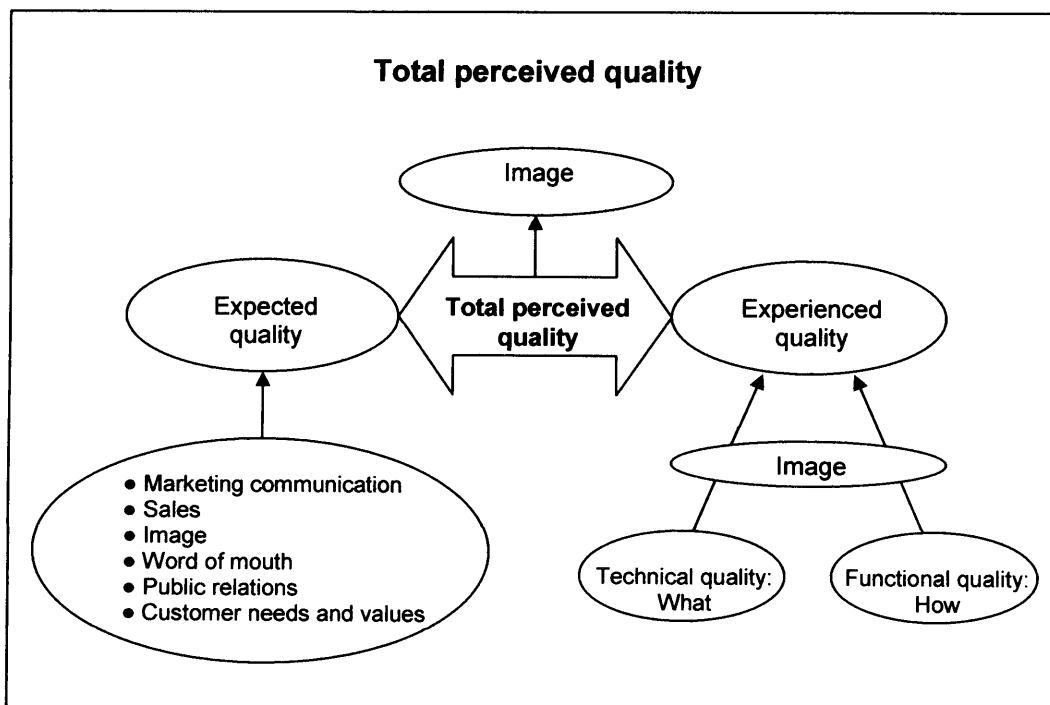 Total perceived quality
Image
Expected
quality
Total perceived
quality
Experienced
quality
● Marketing communication
● Sales
● Image
● Word of mouth
● Public relations
● Customer needs and values
Image
Technical quality:
What
Functional quality:
How